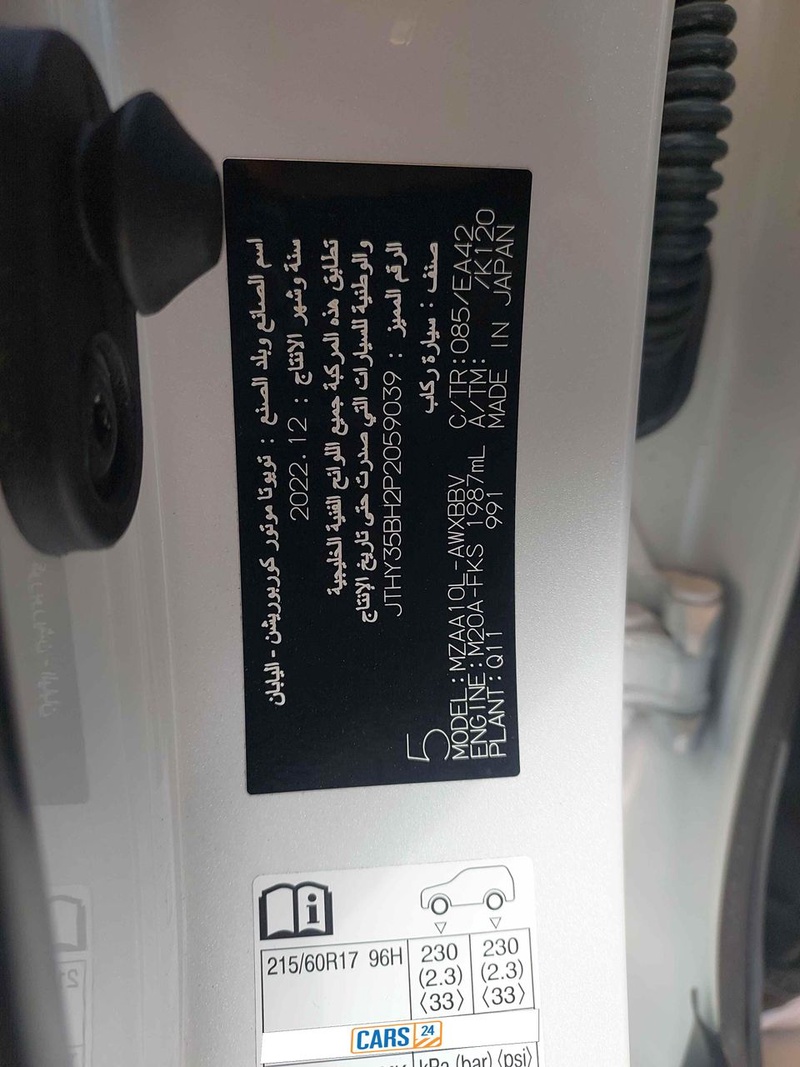 اسم الصانع وبلد الصنع : تويوتا موتور كوربوريشن - اليابان
سنة وشهر الانتاج : 2022.12
تطابق هذه المركبة جميع اللوائح الفنية الخليجية
والوطنية للسيارات التي صدرت حتى تاريخ الإنتاج
الرقم المميز : JTHY35BH2P2059039
صنف : سيارة ركاب
5
MODEL:MZAA10L-AWXBBV C/TR:085/EA42
ENGINE:M20A-FKS 1987mL A/TM: /K120
PLANT:Q11 991 MADE IN JAPAN
215/60R17 96H 230 230
(2.3) (2.3)
⟨33⟩ ⟨33⟩
CARS 24
kPa (bar) ⟨psi⟩